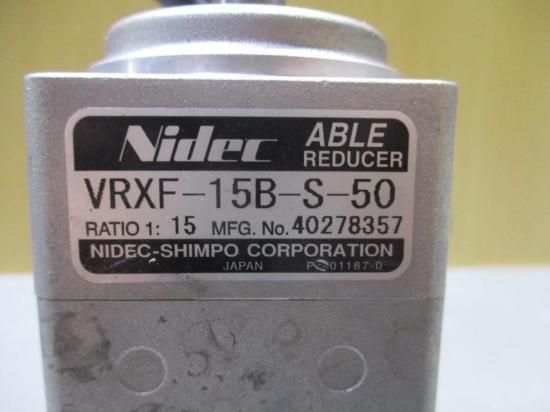 Nidec ABLE
REDUCER
VRXF-15B-S-50
RATIO 1: 15 MFG. No. 40278357
NIDEC-SHIMPO CORPORATION
JAPAN